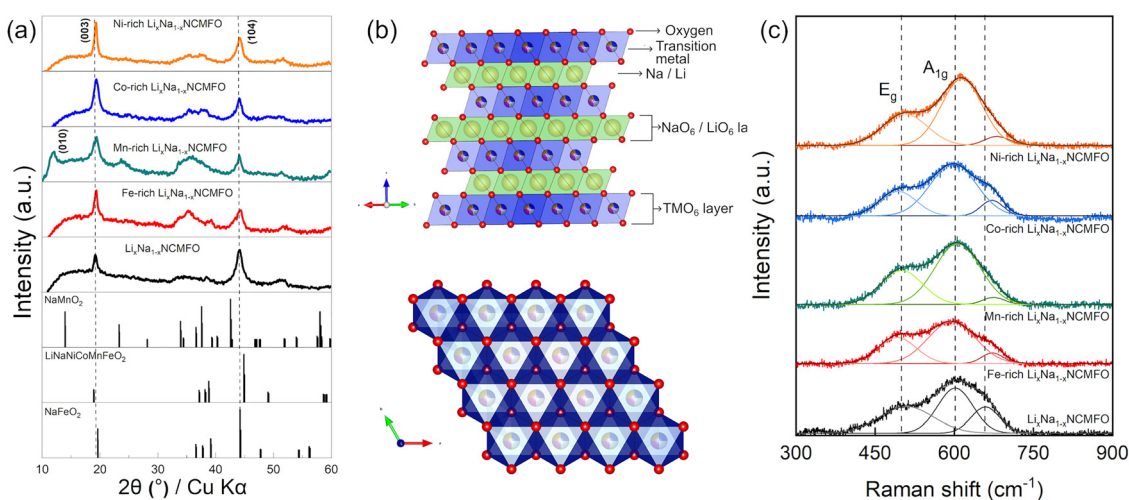 (a)
(003)
(104)
Ni-rich LixNa1-xNCMFO
Co-rich LixNa1-xNCMFO
(010)
Mn-rich LixNa1-xNCMFO
Fe-rich LixNa1-xNCMFO
LixNa1-xNCMFO
NaMnO2
LiNaNiCoMnFeO2
NaFeO2
Intensity (a.u.)
10 20 30 40 50 60
2θ (°) / Cu Kα
(b)
Oxygen
Transition
metal
Na / Li
NaO6 / LiO6 la
TMO6 layer
(c)
Eg
A1g
Ni-rich LixNa1-xNCMFO
Co-rich LixNa1-xNCMFO
Mn-rich LixNa1-xNCMFO
Fe-rich LixNa1-xNCMFO
LixNa1-xNCMFO
Intensity (a.u.)
300 450 600 750 900
Raman shift (cm-1)